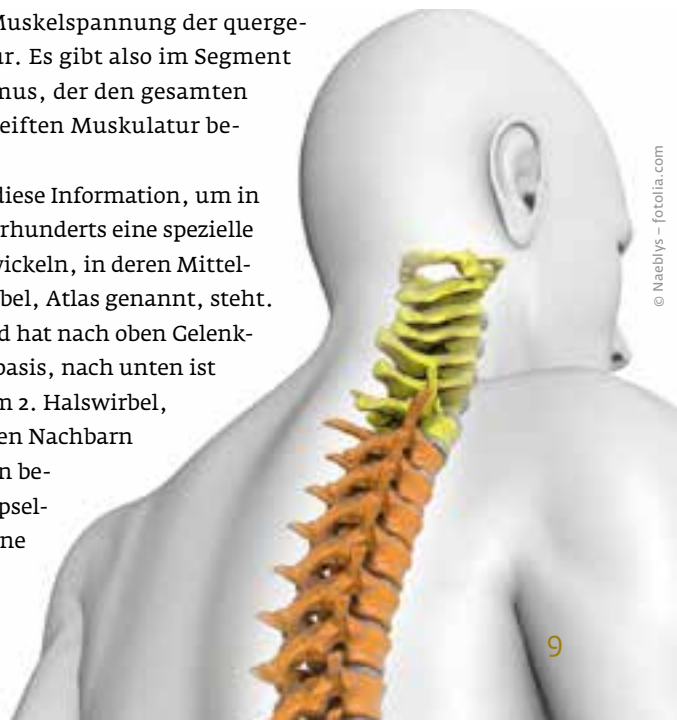 Muskelspannung der querge-
ur. Es gibt also im Segment
nus, der den gesamten
eiften Muskulatur be-
diese Information, um in
rhunderts eine spezielle
wickeln, in deren Mittel-
bel, Atlas genannt, steht.
d hat nach oben Gelenk-
basis, nach unten ist
m 2. Halswirbel,
en Nachbarn
n be-
psel-
ne
© Naeblys – fotolia.com
9